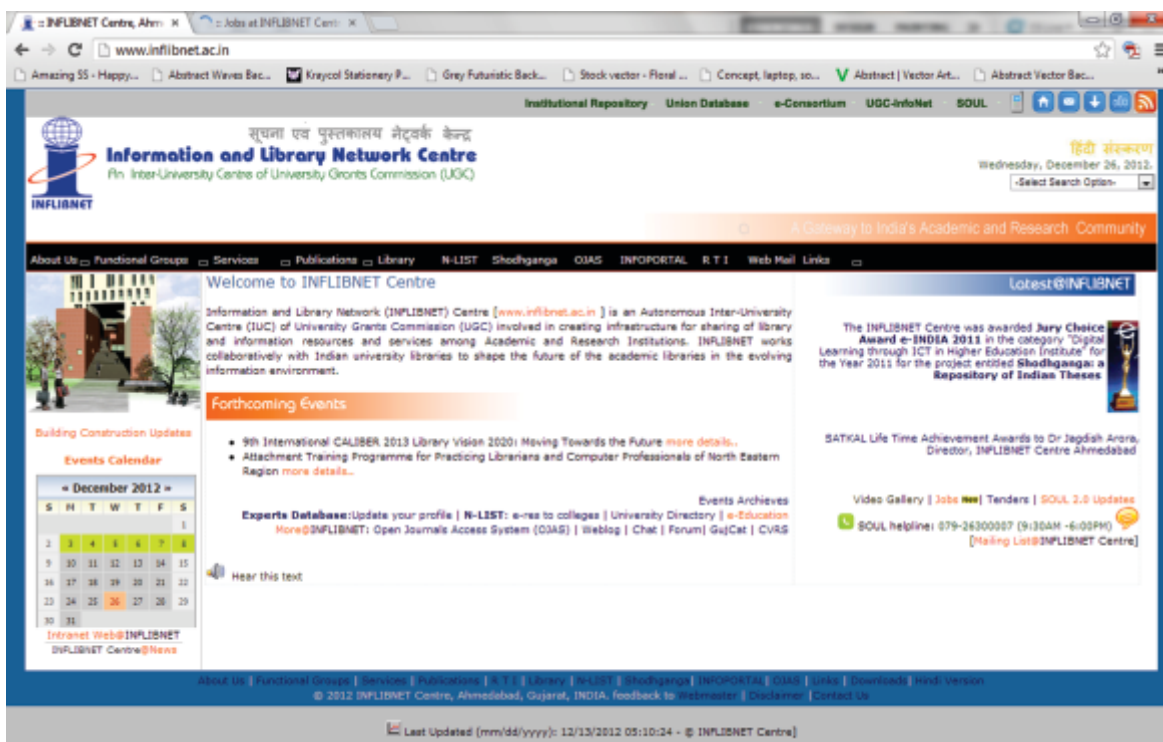 :: INFLIBNET Centre, Ahm
:: Jobs at INFLIBNET Centr
www.inflibnet.ac.in
Amazing SS - Happy...
Abstract Waves Bac...
Kraycol Stationery P...
Grey Futuristic Back...
Stock vector - Floral ...
Concept, laptop, so...
Abstract | Vector Art...
Abstract Vector Bac...
Institutional Repository Union Database e-Consortium UGC-InfoNet SOUL
सूचना एवं पुस्तकालय नेटवर्क केन्द्र
Information and Library Network Centre
An Inter-University Centre of University Grants Commission (UGC)
INFLIBNET
हिंदी संस्करण
Wednesday, December 26, 2012.
-Select Search Option-
A Gateway to India's Academic and Research Community
About Us Functional Groups Services Publications Library N-LIST Shodhganga OJAS INFOPORTAL R T I Web Mail Links
Building Construction Updates
Events Calendar
« December 2012 »
S M T W T F S
1
2 3 4 5 6 7 8
9 10 11 12 13 14 15
16 17 18 19 20 21 22
23 24 25 26 27 28 29
30 31
Intranet Web@INFLIBNET
INFLIBNET Centre@News
Welcome to INFLIBNET Centre
Information and Library Network (INFLIBNET) Centre [www.inflibnet.ac.in ] is an Autonomous Inter-University
Centre (IUC) of University Grants Commission (UGC) involved in creating infrastructure for sharing of library
and information resources and services among Academic and Research Institutions. INFLIBNET works
collaboratively with Indian university libraries to shape the future of the academic libraries in the evolving
information environment.
Forthcoming Events
• 9th International CALIBER 2013 Library Vision 2020: Moving Towards the Future more details..
• Attachment Training Programme for Practicing Librarians and Computer Professionals of North Eastern
Region more details..
Events Archieves
Experts Database:Update your profile | N-LIST: e-res to colleges | University Directory | e-Education
More@INFLIBNET: Open Journals Access System (OJAS) | Weblog | Chat | Forum| GujCat | CVRS
Hear this text
Latest@INFLIBNET
The INFLIBNET Centre was awarded Jury Choice
Award e-INDIA 2011 in the category "Digital
Learning through ICT in Higher Education Institute" for
the Year 2011 for the project entitled Shodhganga: a
Repository of Indian Theses
SATKAL Life Time Achievement Awards to Dr Jagdish Arora,
Director, INFLIBNET Centre Ahmedabad
Video Gallery | Jobs New| Tenders | SOUL 2.0 Updates
SOUL helpline: 079-26300007 (9:30AM -6:00PM)
[Mailing List@INFLIBNET Centre]
About Us | Functional Groups | Services | Publications | R T I | Library | N-LIST | Shodhganga| INFOPORTAL| OJAS | Links | Downloads| Hindi Version
© 2012 INFLIBNET Centre, Ahmedabad, Gujarat, INDIA. feedback to Webmaster | Disclaimer |Contact Us
Last Updated (mm/dd/yyyy): 12/13/2012 05:10:24 - © INFLIBNET Centre]